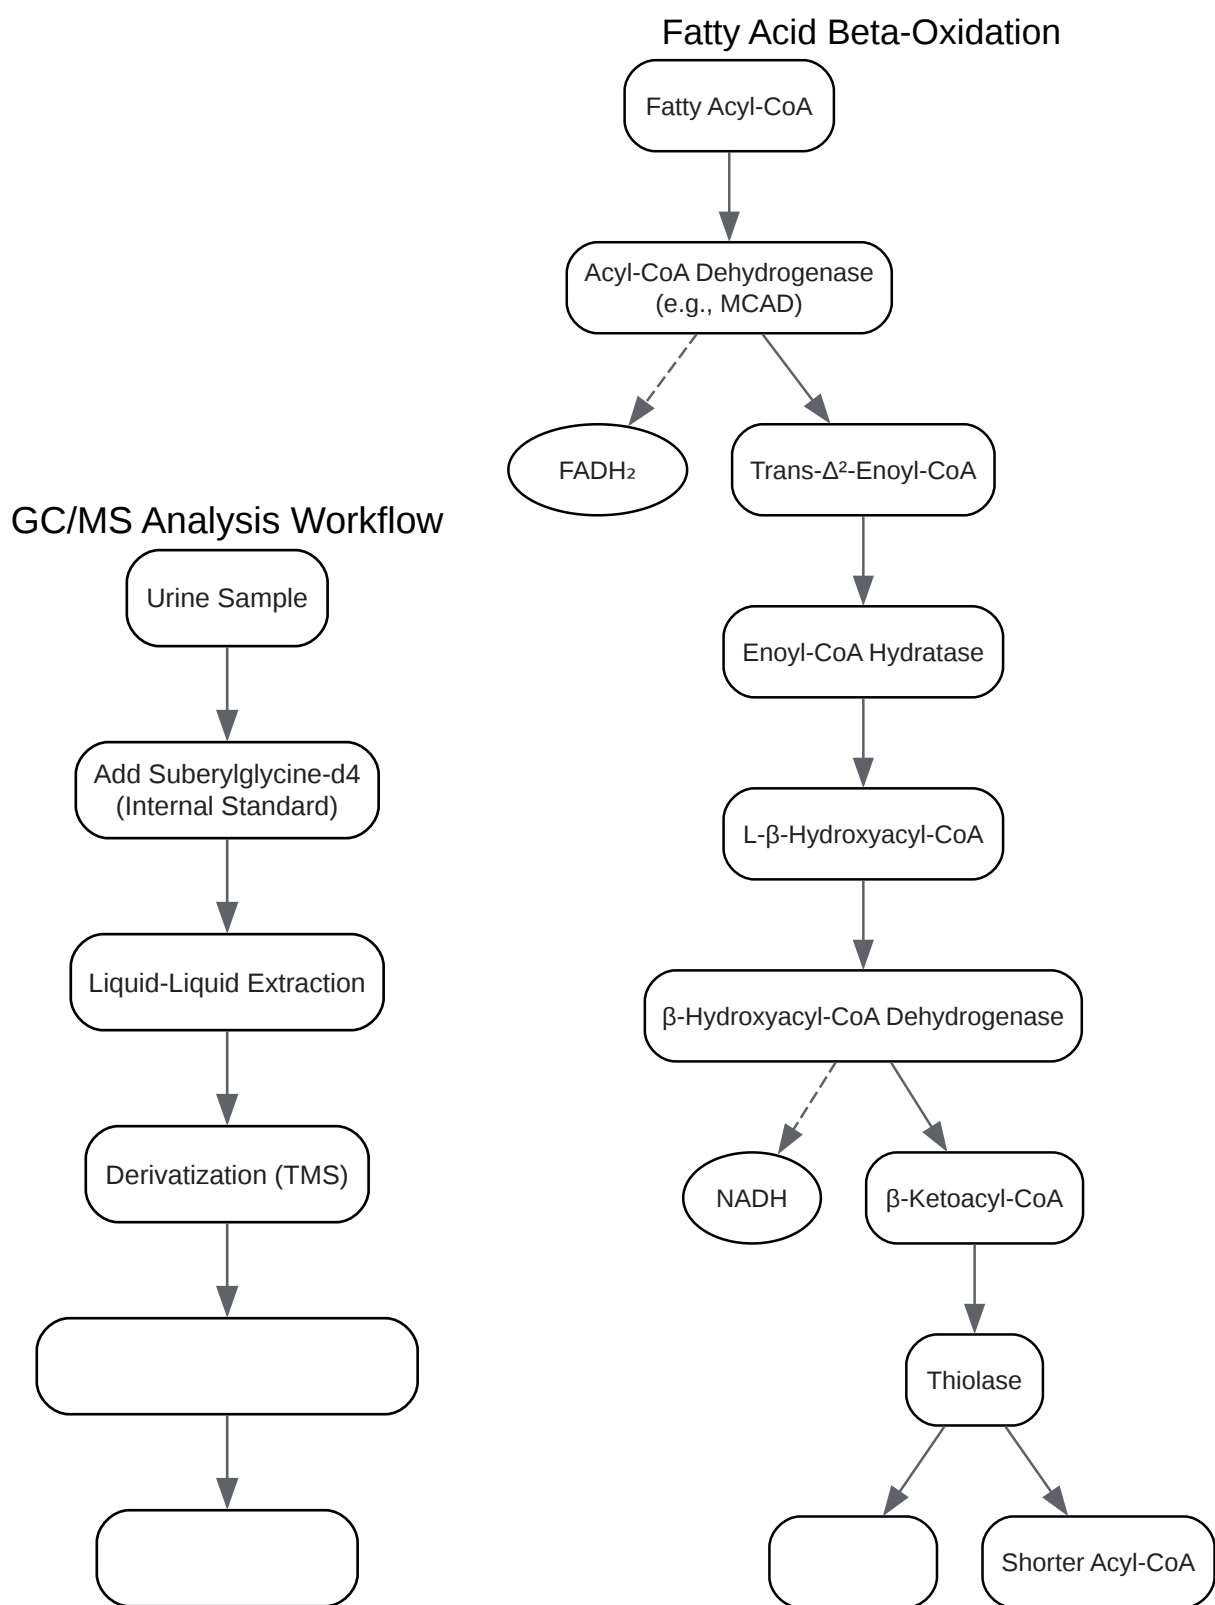 Fatty Acid Beta-Oxidation
Fatty Acyl-CoA
Acyl-CoA Dehydrogenase
(e.g., MCAD)
FADH₂
Trans-Δ²-Enoyl-CoA
Enoyl-CoA Hydratase
L-β-Hydroxyacyl-CoA
β-Hydroxyacyl-CoA Dehydrogenase
NADH
β-Ketoacyl-CoA
Thiolase
Shorter Acyl-CoA
GC/MS Analysis Workflow
Urine Sample
Add Suberylglycine-d4
(Internal Standard)
Liquid-Liquid Extraction
Derivatization (TMS)